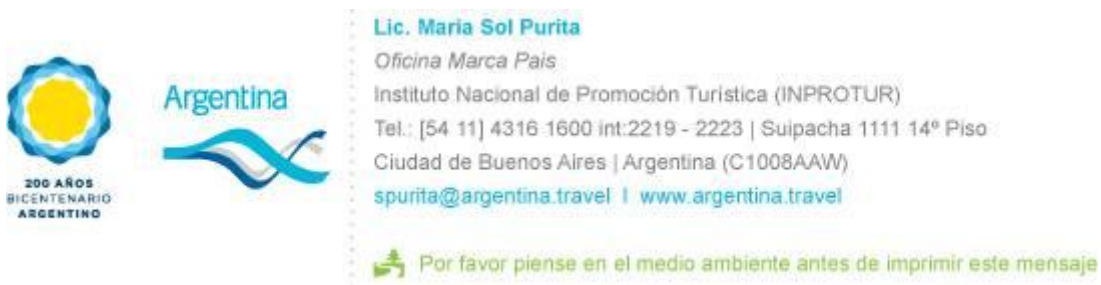 200 AÑOS
BICENTENARIO
ARGENTINO
Argentina
Lic. Maria Sol Purita
Oficina Marca Pais
Instituto Nacional de Promoción Turística (INPROTUR)
Tel.: [54 11] 4316 1600 int:2219 - 2223 | Suipacha 1111 14º Piso
Ciudad de Buenos Aires | Argentina (C1008AAW)
spurita@argentina.travel I www.argentina.travel
Por favor piense en el medio ambiente antes de imprimir este mensaje